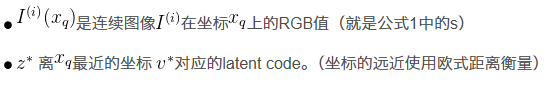 ● I^{(i)}(x_q)是连续图像I^{(i)}在坐标x_q上的RGB值（就是公式1中的s）
● z* 离x_q最近的坐标 v*对应的latent code。（坐标的远近使用欧式距离衡量）